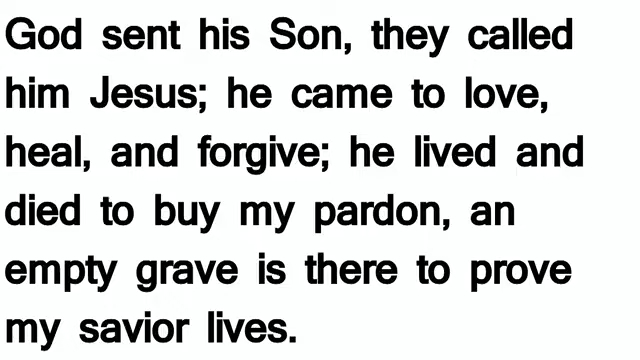 God sent his Son, they called
him Jesus; he came to love,
heal, and forgive; he lived and
died to buy my pardon, an
empty grave is there to prove
my savior lives.